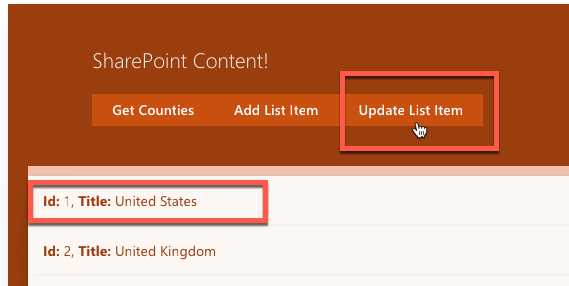 SharePoint Content!
Get Counties Add List Item Update List Item
Id: 1, Title: United States
Id: 2, Title: United Kingdom